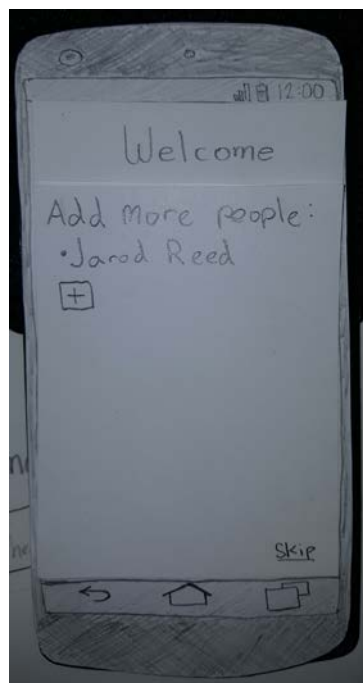 12:00
Welcome
Add more people:
•Jarod Reed
+
Skip